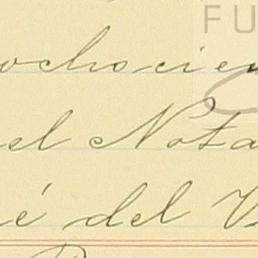 FU
ochocien
el Nota
é del V